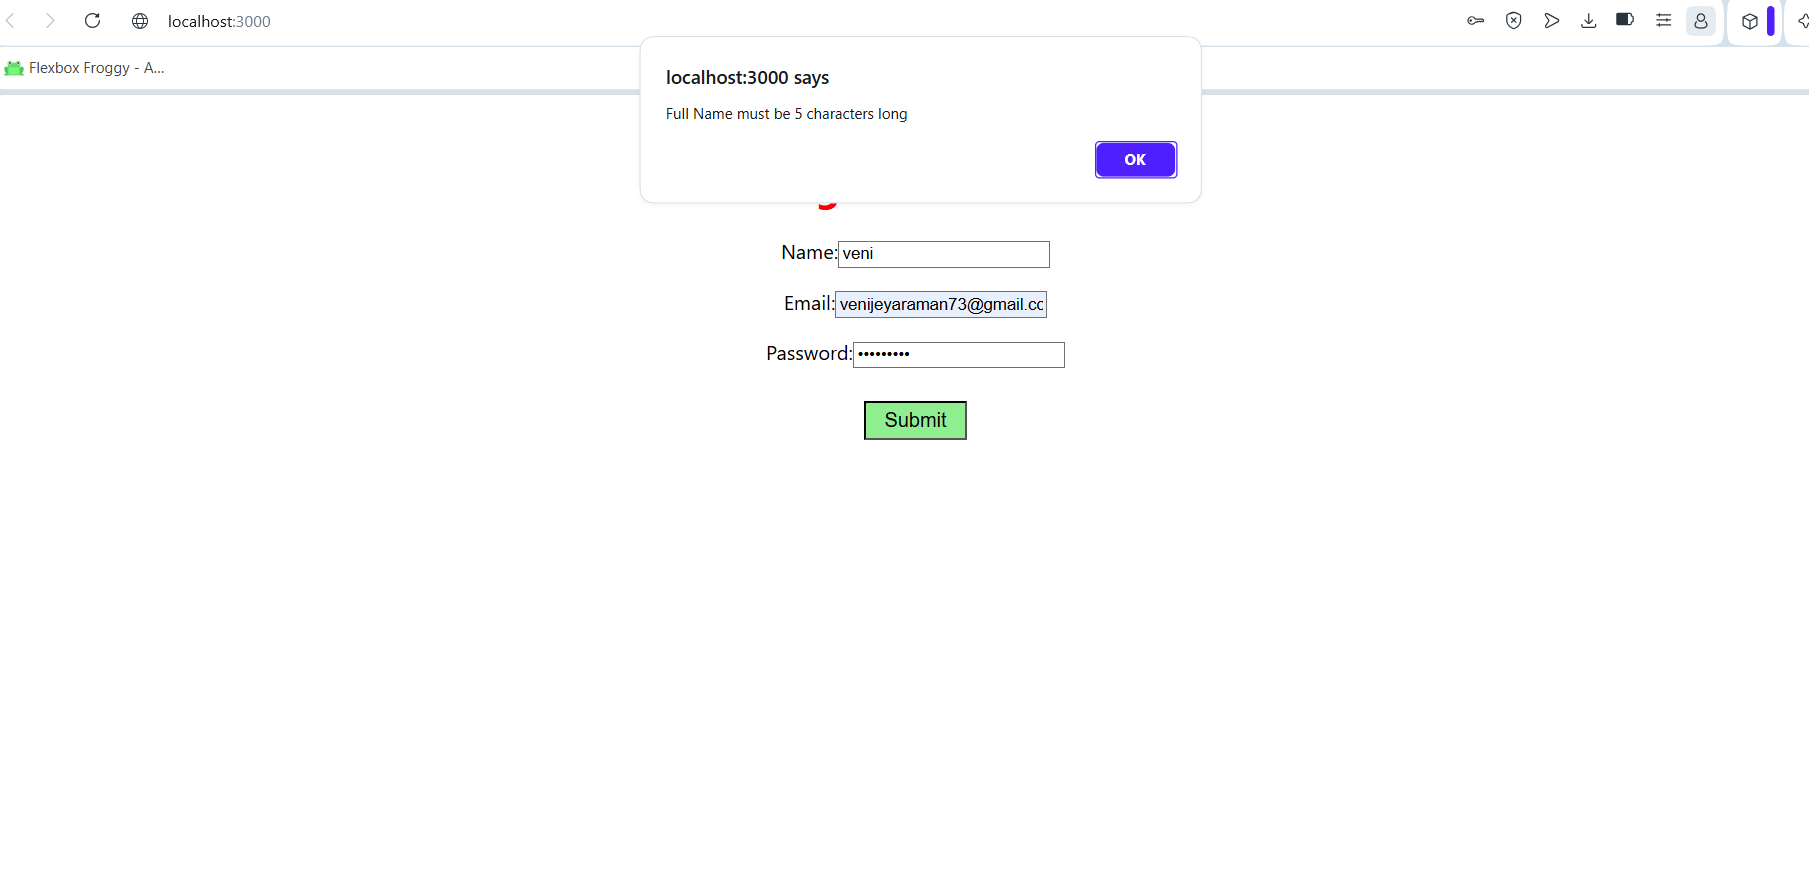 localhost:3000
Flexbox Froggy - A...
localhost:3000 says
Full Name must be 5 characters long
OK
Name: veni
Email: venijeyaraman73@gmail.cc
Password: •••••••••
Submit